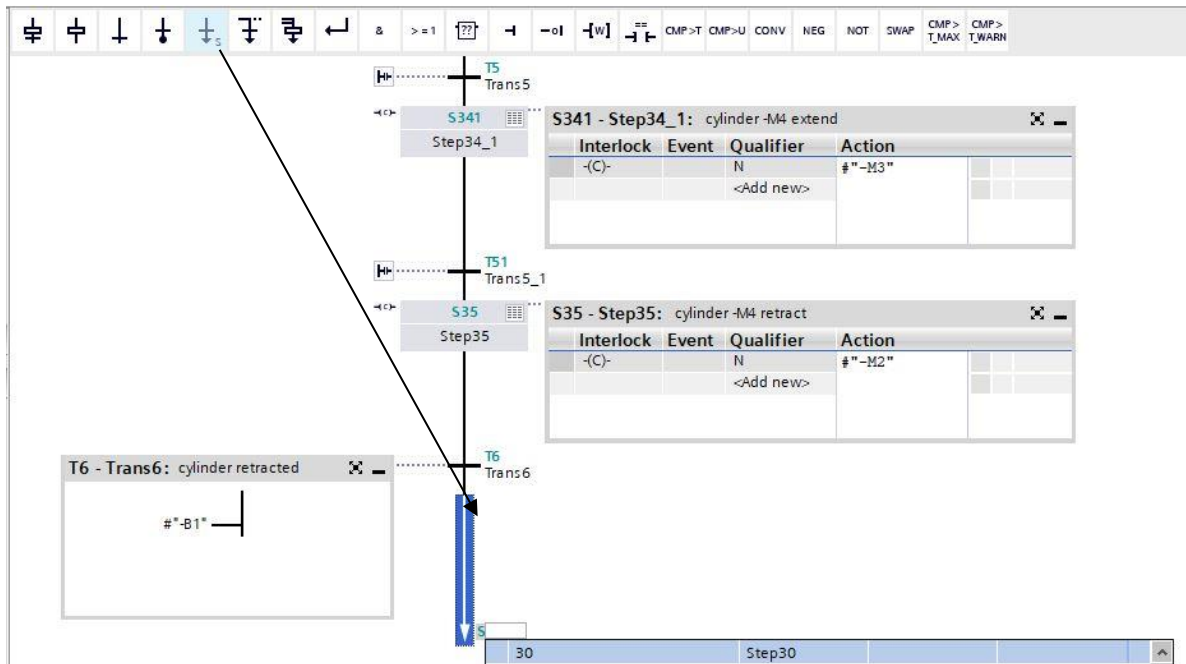 S & >=1 ?? [W] == CMP>T CMP>U CONV NEG NOT SWAP CMP> T_MAX CMP> T_WARN
T5
Trans5
-(C)-
S341
Step34_1
S341 - Step34_1: cylinder -M4 extend
Interlock Event Qualifier Action
-(C)- N #"-M3"
<Add new>
T51
Trans5_1
-(C)-
S35
Step35
S35 - Step35: cylinder -M4 retract
Interlock Event Qualifier Action
-(C)- N #"-M2"
<Add new>
T6
Trans6
T6 - Trans6: cylinder retracted
#"-B1"
S
30 Step30